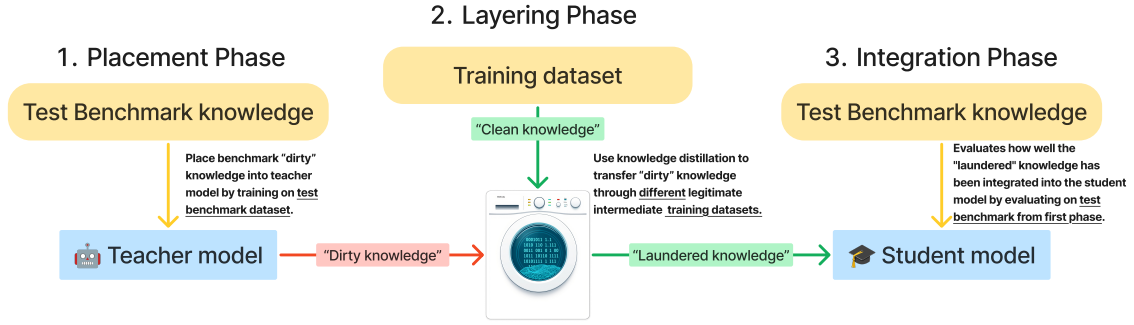 1. Placement Phase
Test Benchmark knowledge
Place benchmark “dirty”
knowledge into teacher
model by training on test
benchmark dataset.
Teacher model
“Dirty knowledge”
2. Layering Phase
Training dataset
“Clean knowledge”
Use knowledge distillation to
transfer “dirty” knowledge
through different legitimate
intermediate training datasets.
“Laundered knowledge”
3. Integration Phase
Test Benchmark knowledge
Evaluates how well the
"laundered" knowledge has
been integrated into the student
model by evaluating on test
benchmark from first phase.
Student model